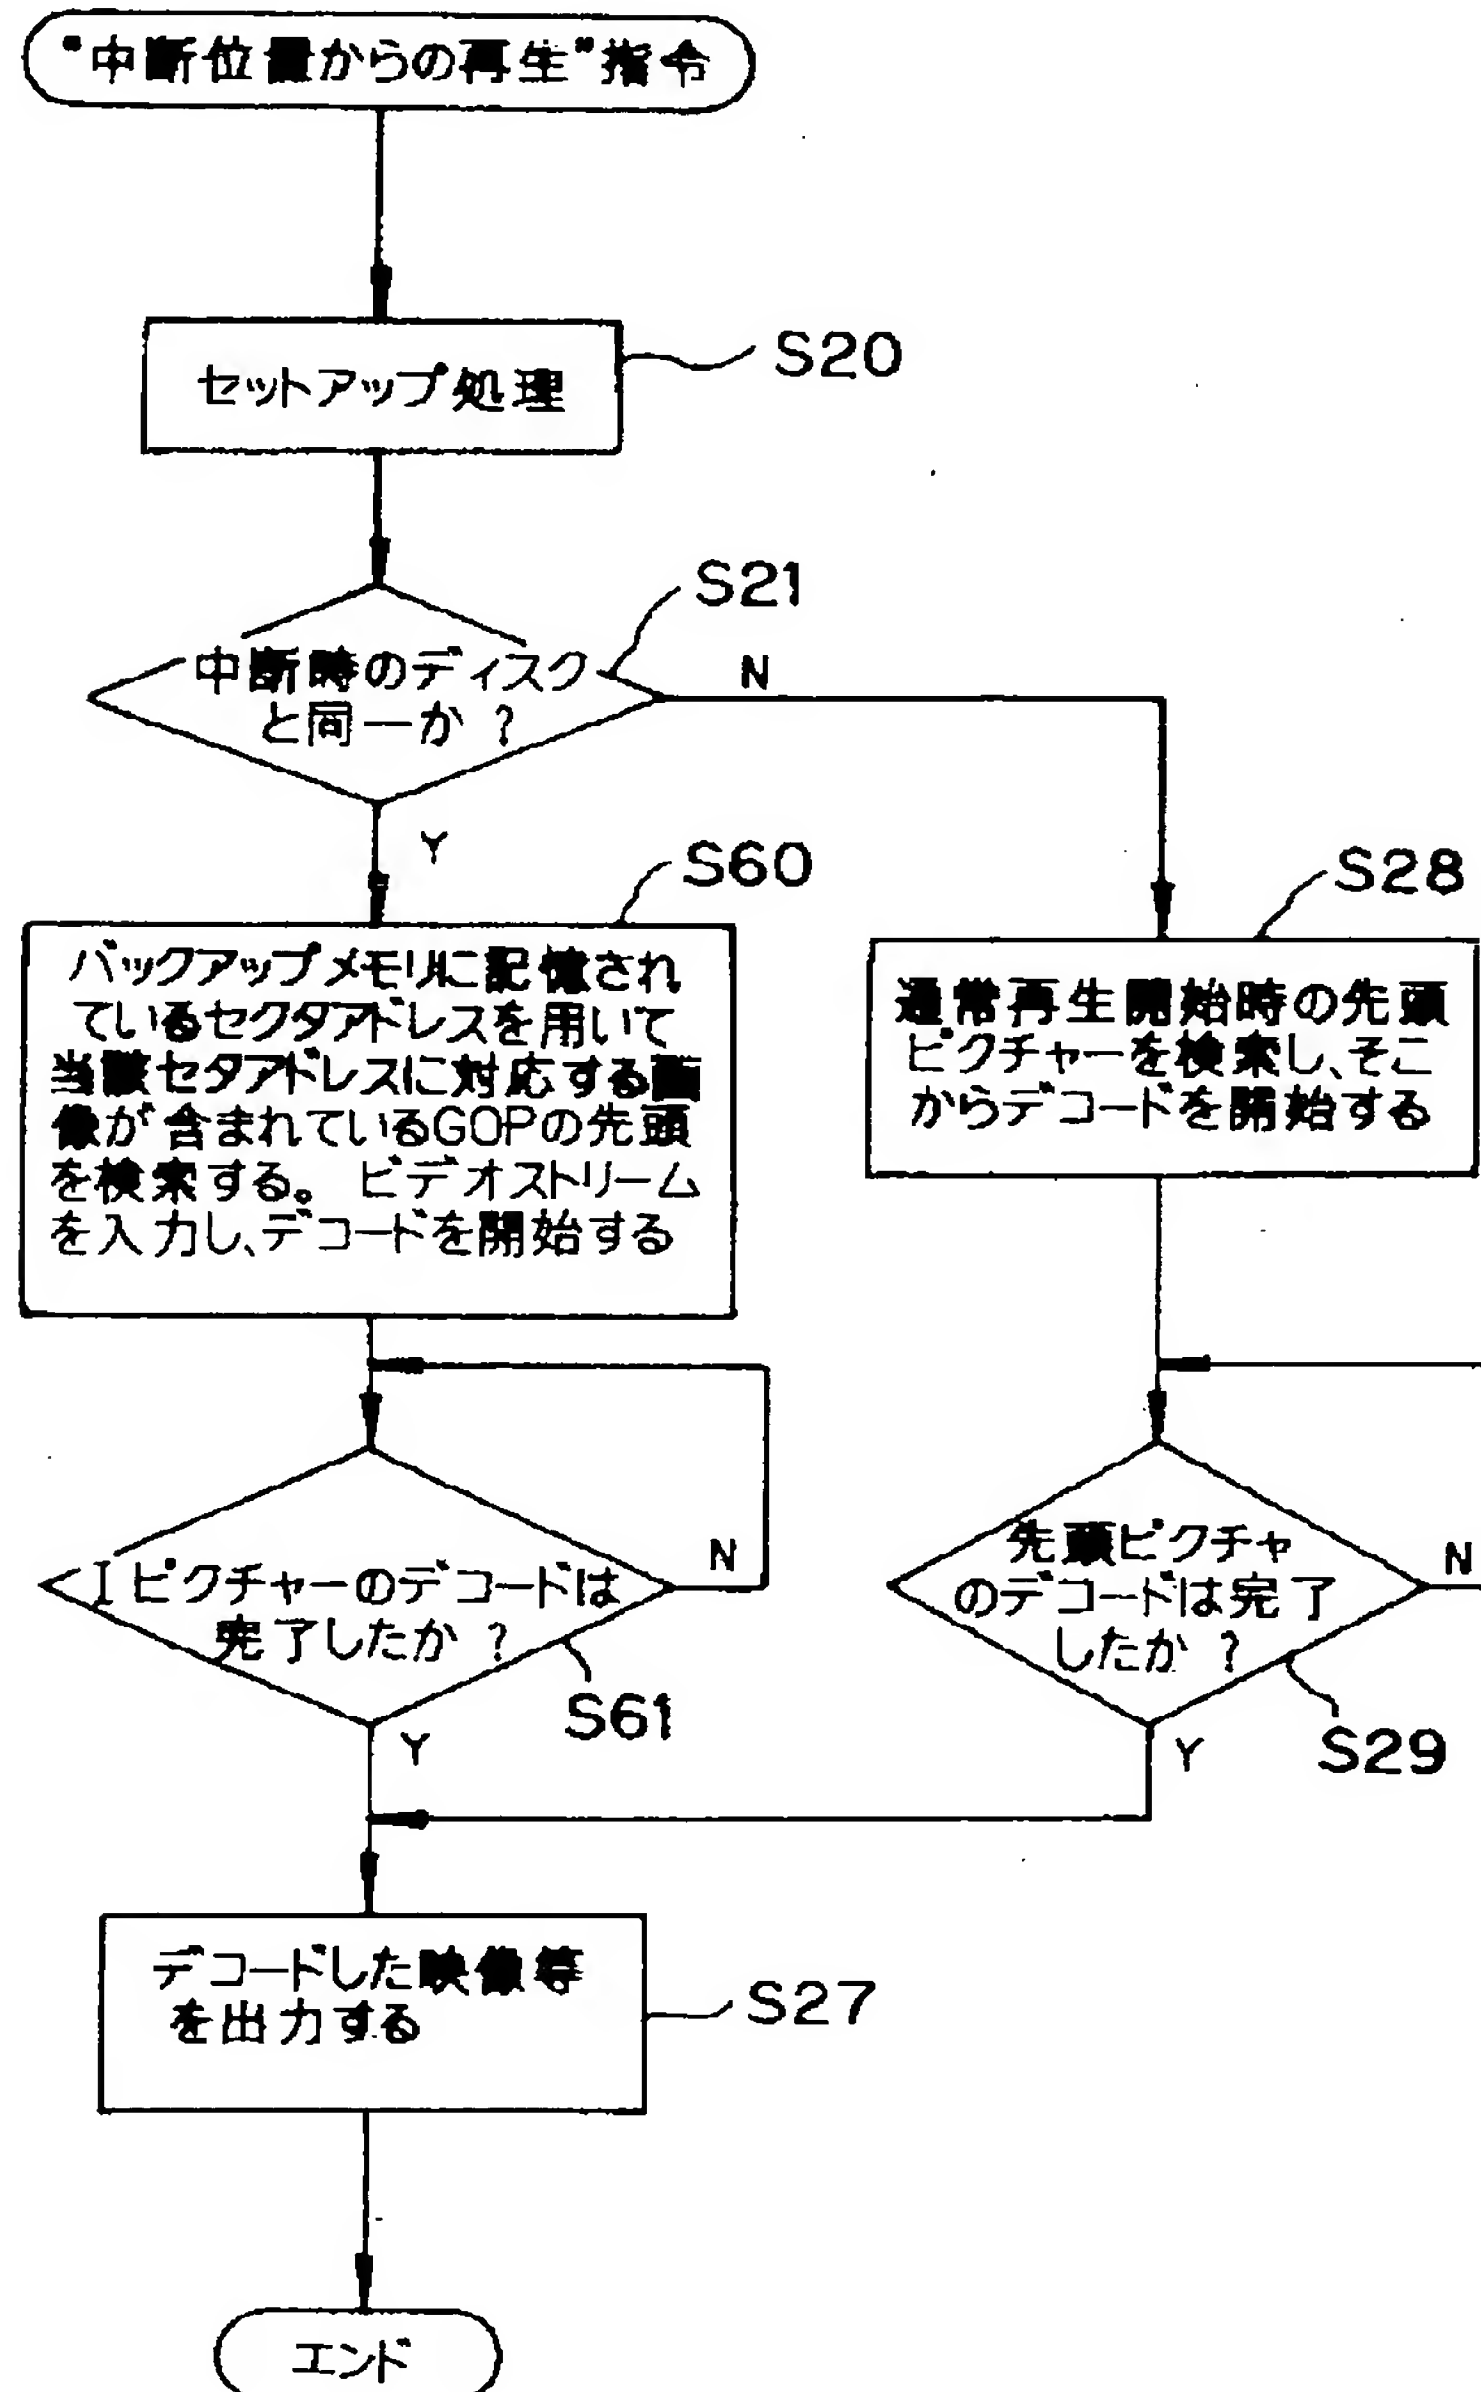 “中断位置からの再生”指令
セットアップ処理
S20
S21
中断時のディスク
と同一か？
N
Y
S60
バックアップメモリに記憶され
ているセクタアドレスを用いて
当該セタアドレスに対応する画
像が含まれているGOPの先頭
を検索する。 ビデオストリーム
を入力し、デコードを開始する
S28
通常再生開始時の先頭
ピクチャーを検索し、そこ
からデコードを開始する
Iピクチャーのデコードは
完了したか？
N
S61
Y
先頭ピクチャ
のデコードは完了
したか？
N
S29
Y
デコードした映像等
を出力する
S27
エンド